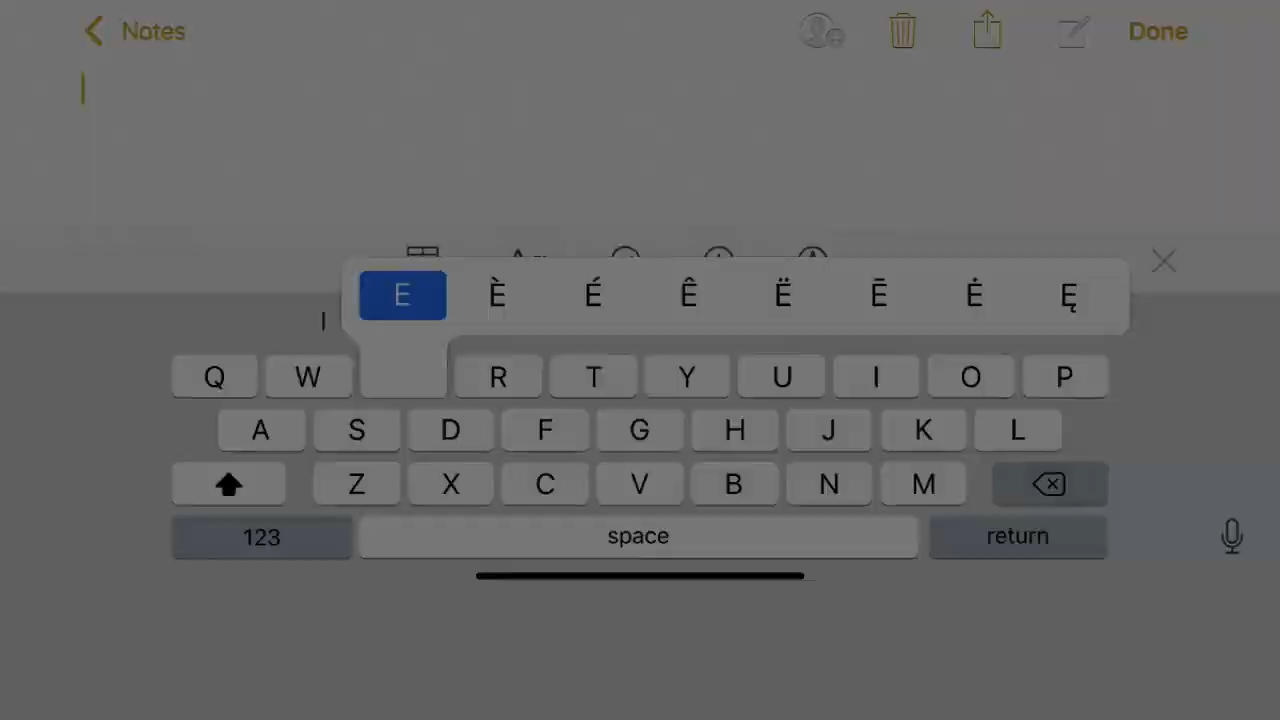 Notes Done
E È É Ê Ë Ē Ė Ę
I
Q W R T Y U I O P
A S D F G H J K L
Z X C V B N M
123 space return